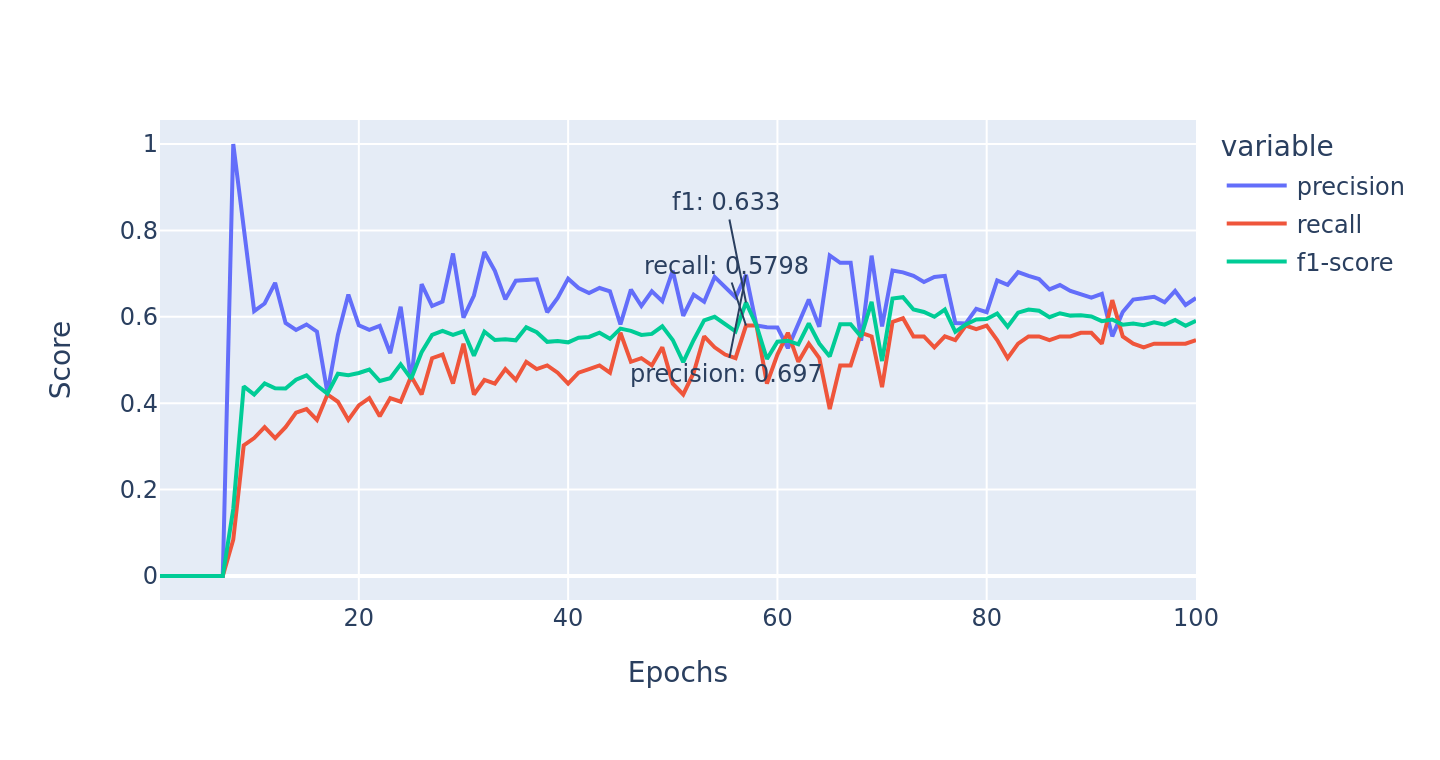 1
0.8
0.6
0.4
0.2
0
20
40
60
80
100
Epochs
Score
f1: 0.633
recall: 0.5798
precision: 0.697
variable
precision
recall
f1-score